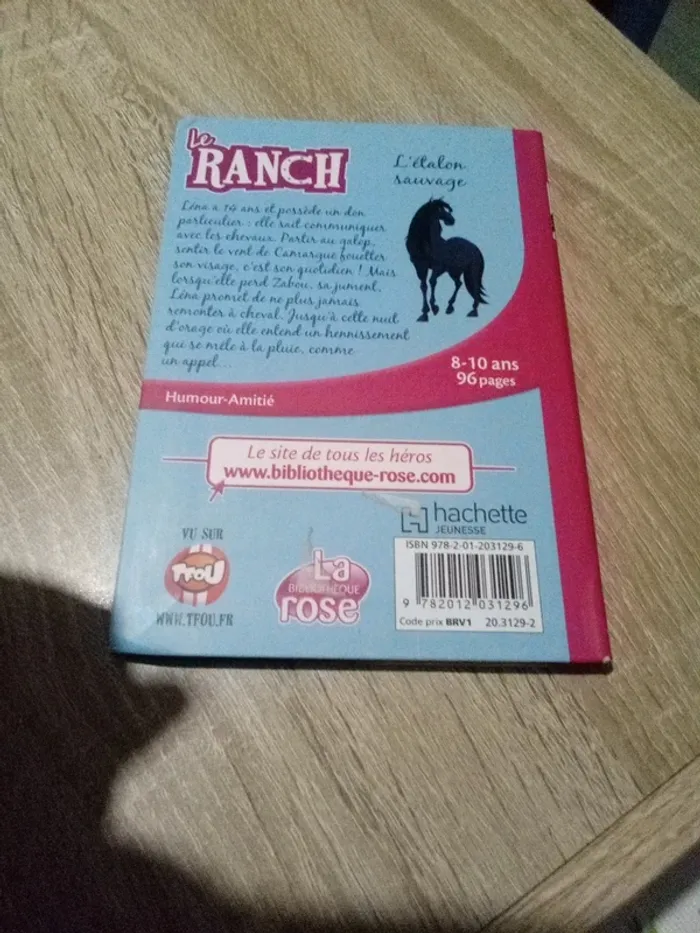 Le
RANCH
L'étalon
sauvage
Léna a 14 ans et possède un don
particulier : elle sait communiquer
avec les chevaux. Partir au galop,
sentir le vent de Camargue fouetter
son visage, c'est son quotidien ! Mais
lorsqu'elle perd Zabou, sa jument,
Léna promet de ne plus jamais
remonter à cheval. Jusqu'à cette nuit
d'orage où elle entend un hennissement
qui se mêle à la pluie, comme
un appel...
8-10 ans
96 pages
Humour-Amitié
Le site de tous les héros
www.bibliotheque-rose.com
hachette
JEUNESSE
ISBN 978-2-01-203129-6
9 782012 031296
Code prix BRV1 20.3129-2
VU SUR
TFOU
WWW.TFOU.FR
La
BIBLIOTHÈQUE
rose